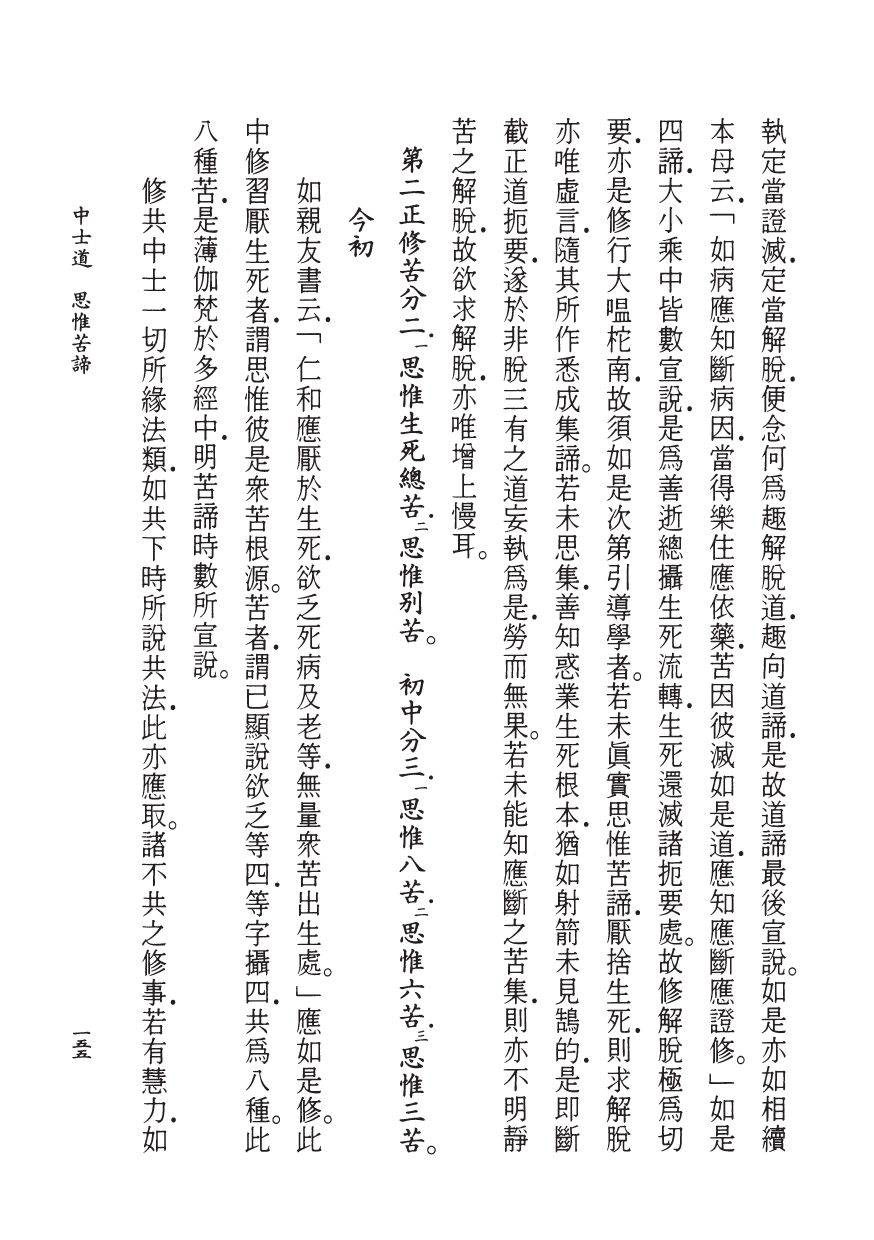 執定當證滅．定當解脫．便念何爲趣解脫道．趣向道諦．是故道諦最後宣說。如是亦如相續
本母云．「如病應知斷病因．當得樂住應依藥．苦因彼滅如是道．應知應斷應證修。」如是
四諦．大小乘中皆數宣說．是爲善逝總攝生死流轉．生死還滅諸扼要處。故修解脫極爲切
要．亦是修行大嗢柁南．故須如是次第引導學者。若未眞實思惟苦諦．厭捨生死．則求解脫
亦唯虛言．隨其所作悉成集諦。若未思集．善知惑業生死根本．猶如射箭未見鵠的．是即斷
截正道扼要．遂於非脫三有之道妄執爲是．勞而無果。若未能知應斷之苦集．則亦不明靜
苦之解脫．故欲求解脫．亦唯增上慢耳。
第二正修苦分二．一思惟生死總苦．二思惟别苦。　初中分三．一思惟八苦．二思惟六苦．三思惟三苦。
今初
如親友書云．「仁和應厭於生死．欲乏死病及老等．無量衆苦出生處。」應如是修。此
中修習厭生死者．謂思惟彼是衆苦根源。苦者．謂已顯說欲乏等四．等字攝四．共爲八種。此
八種苦．是薄伽梵於多經中．明苦諦時數所宣說。
修共中士一切所緣法類．如共下時所說共法．此亦應取。諸不共之修事．若有慧力．如
中士道　思惟苦諦
一五五